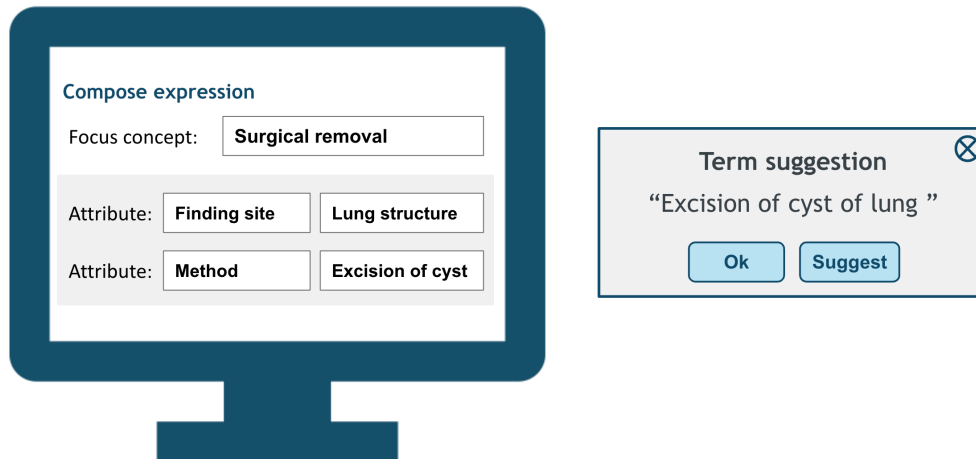 Compose expression
Focus concept: Surgical removal
Attribute: Finding site Lung structure
Attribute: Method Excision of cyst
Term suggestion
“Excision of cyst of lung ”
Ok Suggest